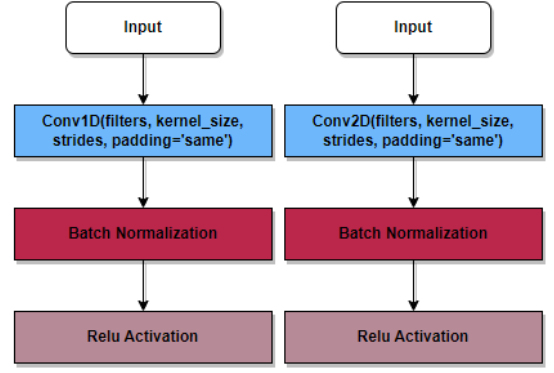 Input
Conv1D(filters, kernel_size,
strides, padding='same')
Batch Normalization
Relu Activation
Input
Conv2D(filters, kernel_size,
strides, padding='same')
Batch Normalization
Relu Activation